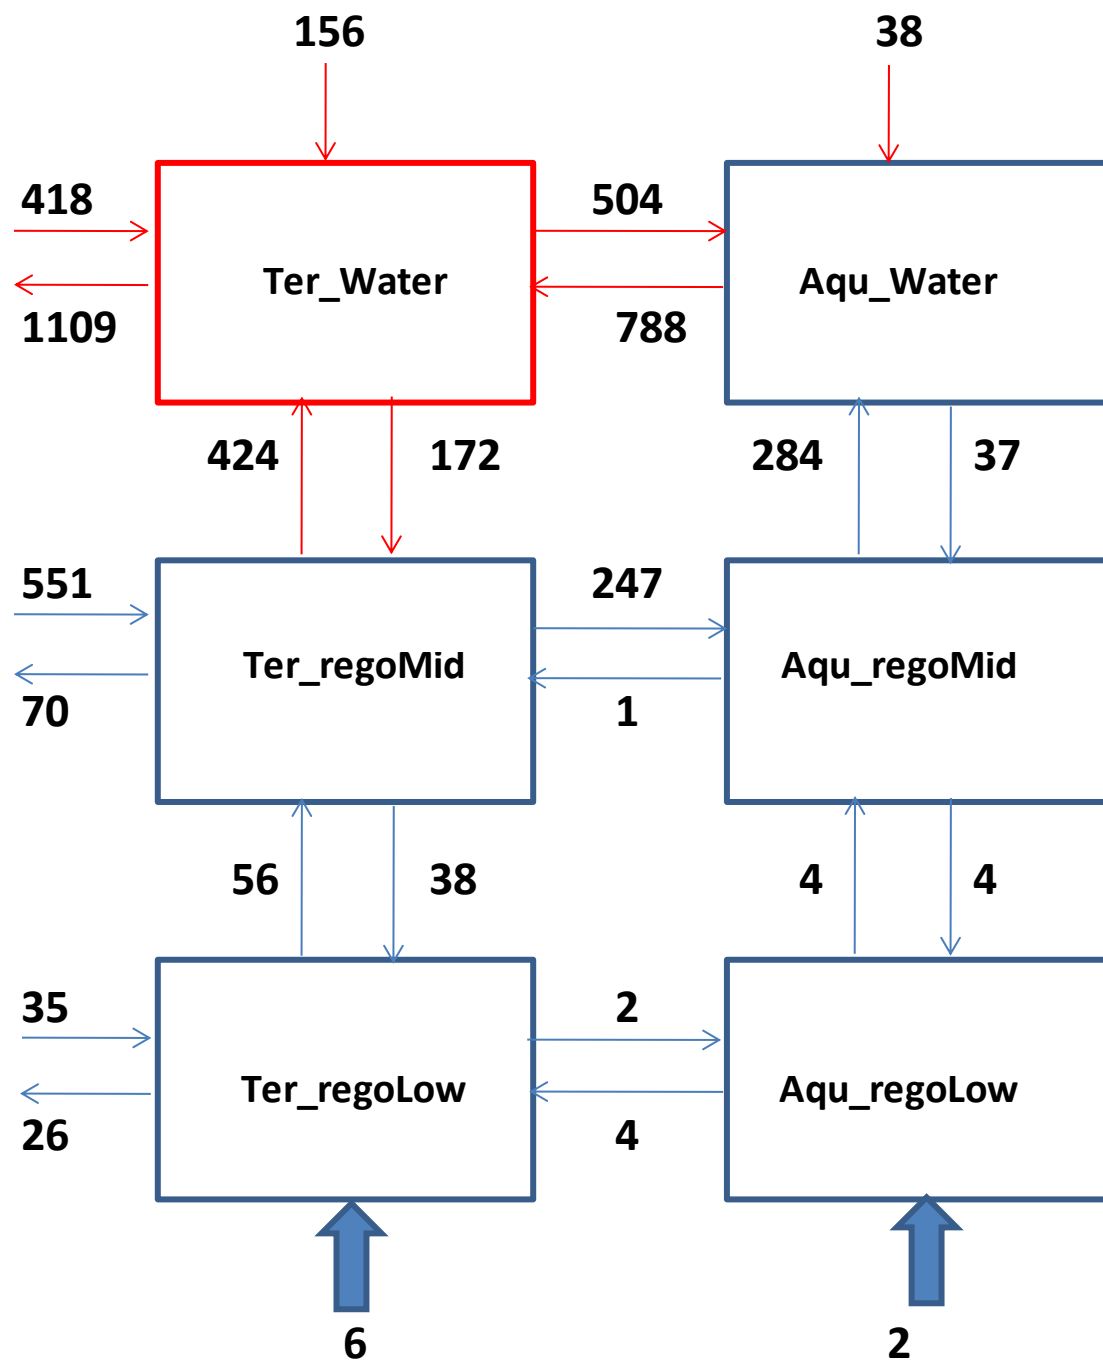 156 38
418 504
Ter_Water Aqu_Water
1109 788
424 172 284 37
551 247
Ter_regoMid Aqu_regoMid
70 1
56 38 4 4
35 2
Ter_regoLow Aqu_regoLow
26 4
6 2